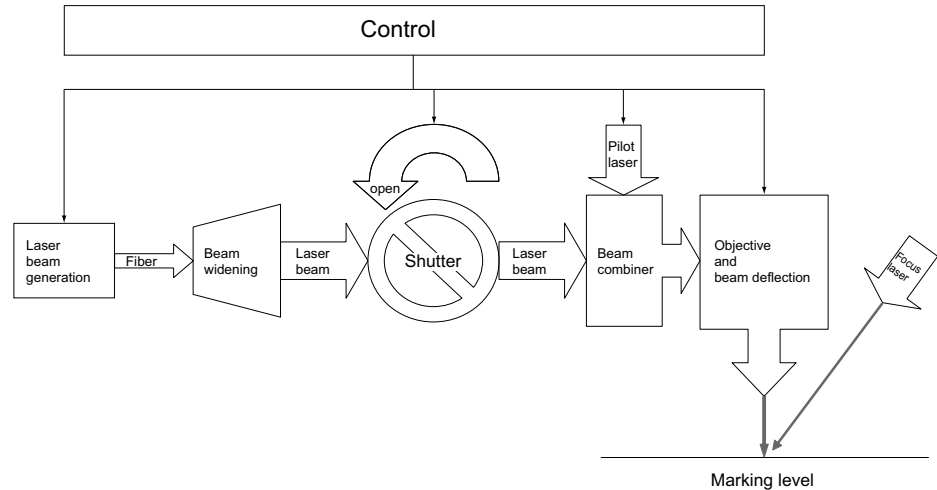 Control
open
Pilot
laser
Laser
beam
generation
Fiber
Beam
widening
Laser
beam
Shutter
Laser
beam
Beam
combiner
Objective
and
beam deflection
Focus
laser
Marking level